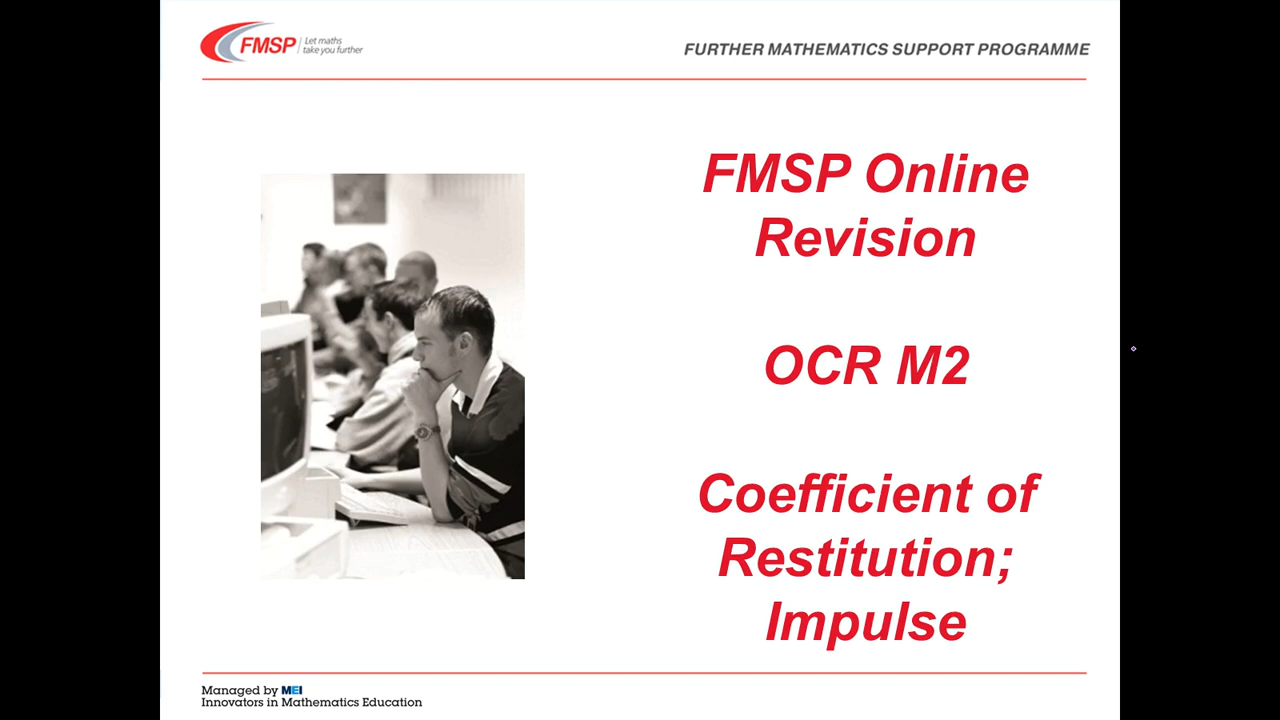 FMSP
Let maths
take you further
FURTHER MATHEMATICS SUPPORT PROGRAMME
FMSP Online
Revision
OCR M2
Coefficient of
Restitution;
Impulse
Managed by MEI
Innovators in Mathematics Education